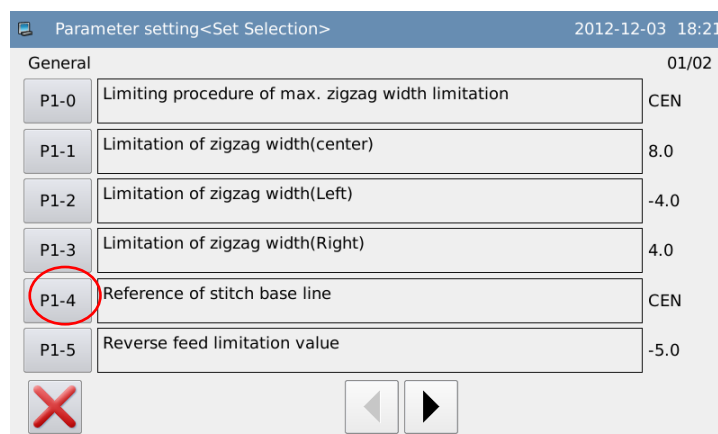 Parameter setting<Set Selection> 2012-12-03 18:21
General 01/02
P1-0 Limiting procedure of max. zigzag width limitation CEN
P1-1 Limitation of zigzag width(center) 8.0
P1-2 Limitation of zigzag width(Left) -4.0
P1-3 Limitation of zigzag width(Right) 4.0
P1-4 Reference of stitch base line CEN
P1-5 Reverse feed limitation value -5.0